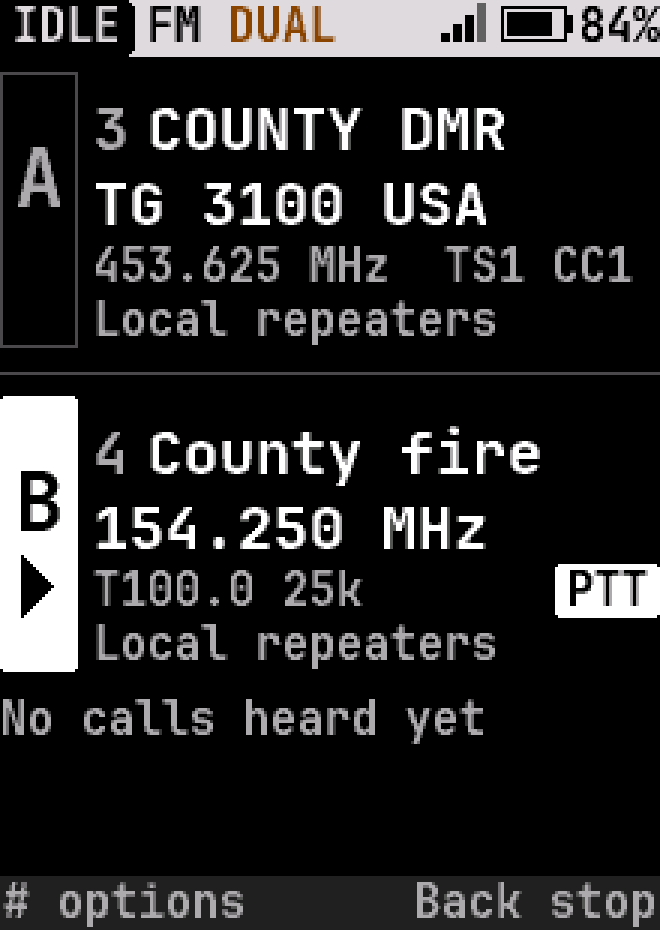 IDLE FM DUAL 84%
A
3 COUNTY DMR
TG 3100 USA
453.625 MHz TS1 CC1
Local repeaters
B
4 County fire
154.250 MHz
T100.0 25k PTT
Local repeaters
No calls heard yet
# options Back stop